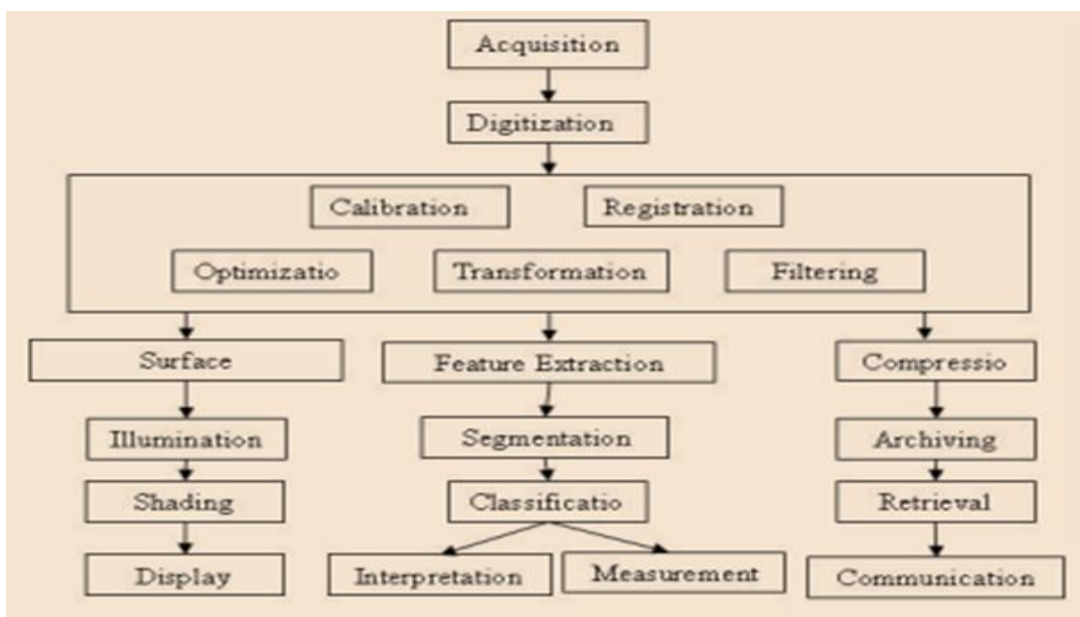 Acquisition
Digitization
Calibration
Registration
Optimizatio
Transformation
Filtering
Surface
Feature Extraction
Compressio
Illumination
Segmentation
Archiving
Shading
Classificatio
Retrieval
Display
Interpretation
Measurement
Communication